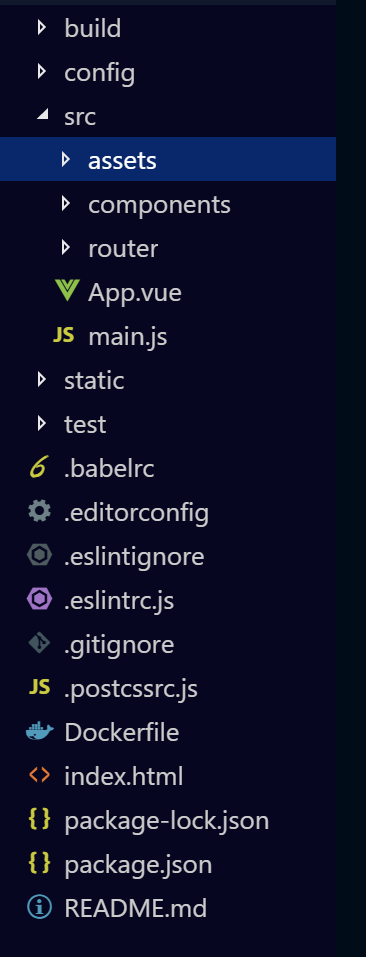 build
config
src
assets
components
router
App.vue
JS main.js
static
test
6 .babelrc
.editorconfig
.eslintignore
.eslintrc.js
.gitignore
JS .postcssrc.js
Dockerfile
<> index.html
{ } package-lock.json
{ } package.json
i README.md